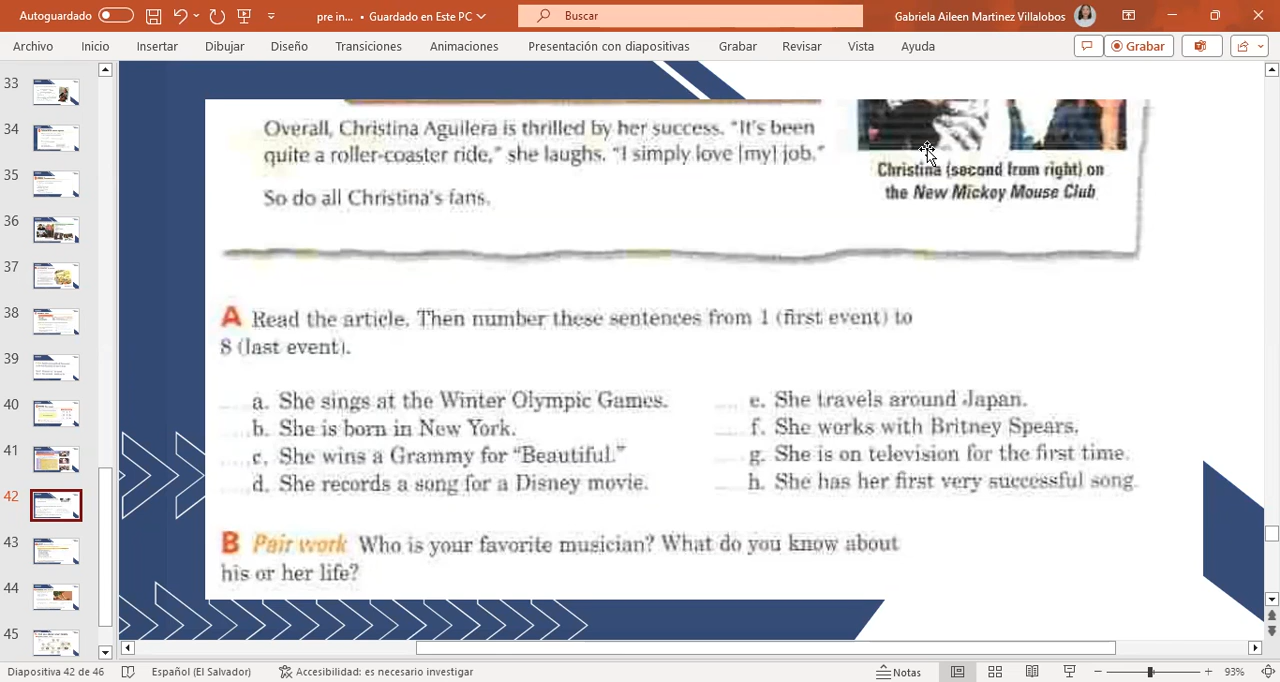 Autoguardado
pre in... • Guardado en Este PC
Buscar
Gabriela Aileen Martinez Villalobos
Archivo Inicio Insertar Dibujar Diseño Transiciones Animaciones Presentación con diapositivas Grabar Revisar Vista Ayuda Grabar
33
34
35
36
37
38
39
40
41
42
43
44
45
Overall, Christina Aguilera is thrilled by her success. "It's been
quite a roller-coaster ride," she laughs. "I simply love [my] job."
So do all Christina's fans.
Christina (second from right) on
the New Mickey Mouse Club
A Read the article. Then number these sentences from 1 (first event) to
8 (last event).
a. She sings at the Winter Olympic Games.
b. She is born in New York.
c. She wins a Grammy for "Beautiful."
d. She records a song for a Disney movie.
e. She travels around Japan.
f. She works with Britney Spears.
g. She is on television for the first time.
h. She has her first very successful song.
B Pair work Who is your favorite musician? What do you know about
his or her life?
Diapositiva 42 de 46 Español (El Salvador) Accesibilidad: es necesario investigar Notas 93%